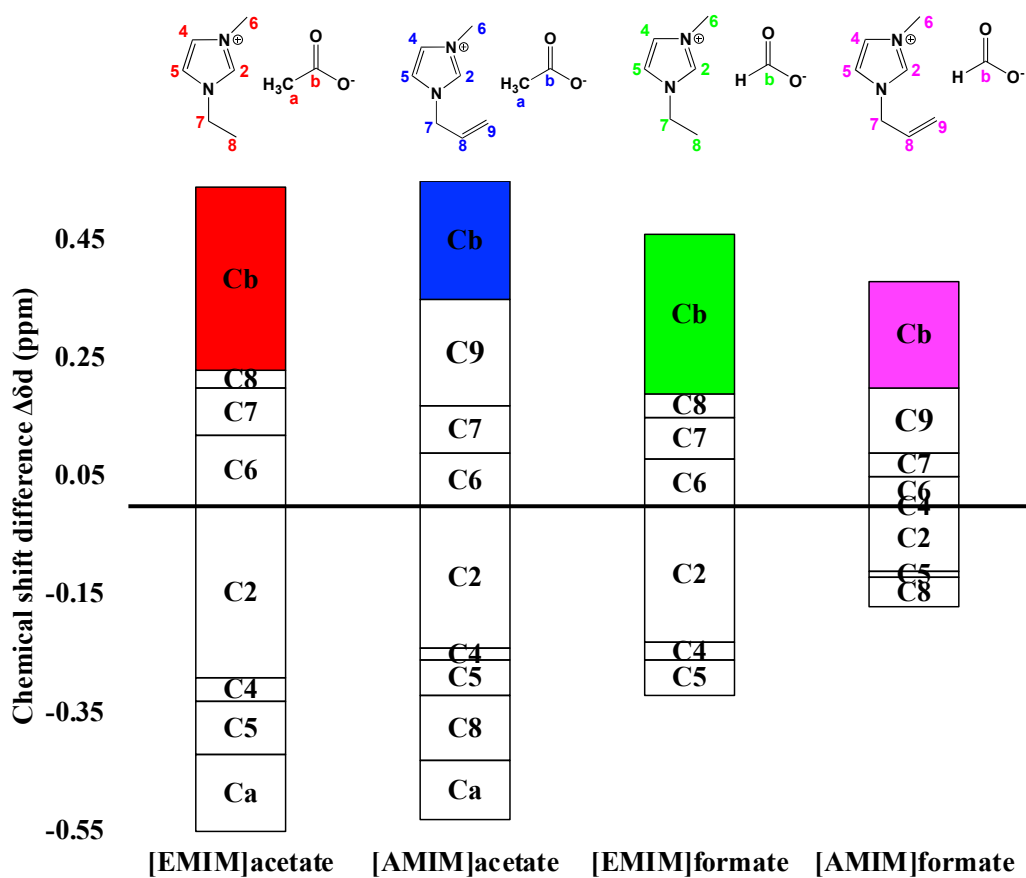 4 5 N N ⊕ 6 2 7 8 H₃C a O b O⁻
4 5 N N ⊕ 6 2 7 8 9 H₃C a O b O⁻
4 5 N N ⊕ 6 2 7 8 H O b O⁻
4 5 N N ⊕ 6 2 7 8 9 H O b O⁻
Chemical shift difference Δδd (ppm)
0.45
0.25
0.05
-0.15
-0.35
-0.55
Cb
C8
C7
C6
C2
C4
C5
Ca
Cb
C9
C7
C6
C2
C4
C5
C8
Ca
Cb
C8
C7
C6
C2
C4
C5
Cb
C9
C7
C6
C4
C2
C5
C8
[EMIM]acetate [AMIM]acetate [EMIM]formate [AMIM]formate